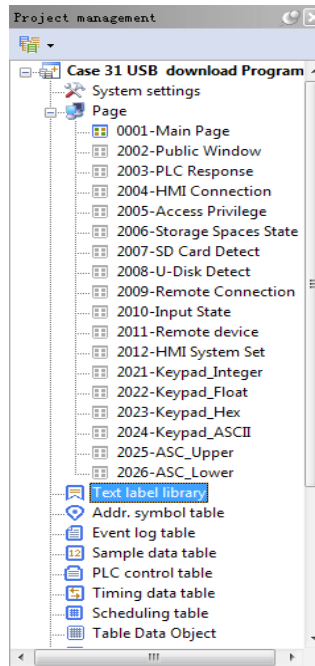 Project management
Case 31 USB download Program
System settings
Page
0001-Main Page
2002-Public Window
2003-PLC Response
2004-HMI Connection
2005-Access Privilege
2006-Storage Spaces State
2007-SD Card Detect
2008-U-Disk Detect
2009-Remote Connection
2010-Input State
2011-Remote device
2012-HMI System Set
2021-Keypad_Integer
2022-Keypad_Float
2023-Keypad_Hex
2024-Keypad_ASCII
2025-ASC_Upper
2026-ASC_Lower
Text label library
Addr. symbol table
Event log table
12 Sample data table
PLC control table
Timing data table
Scheduling table
Table Data Object